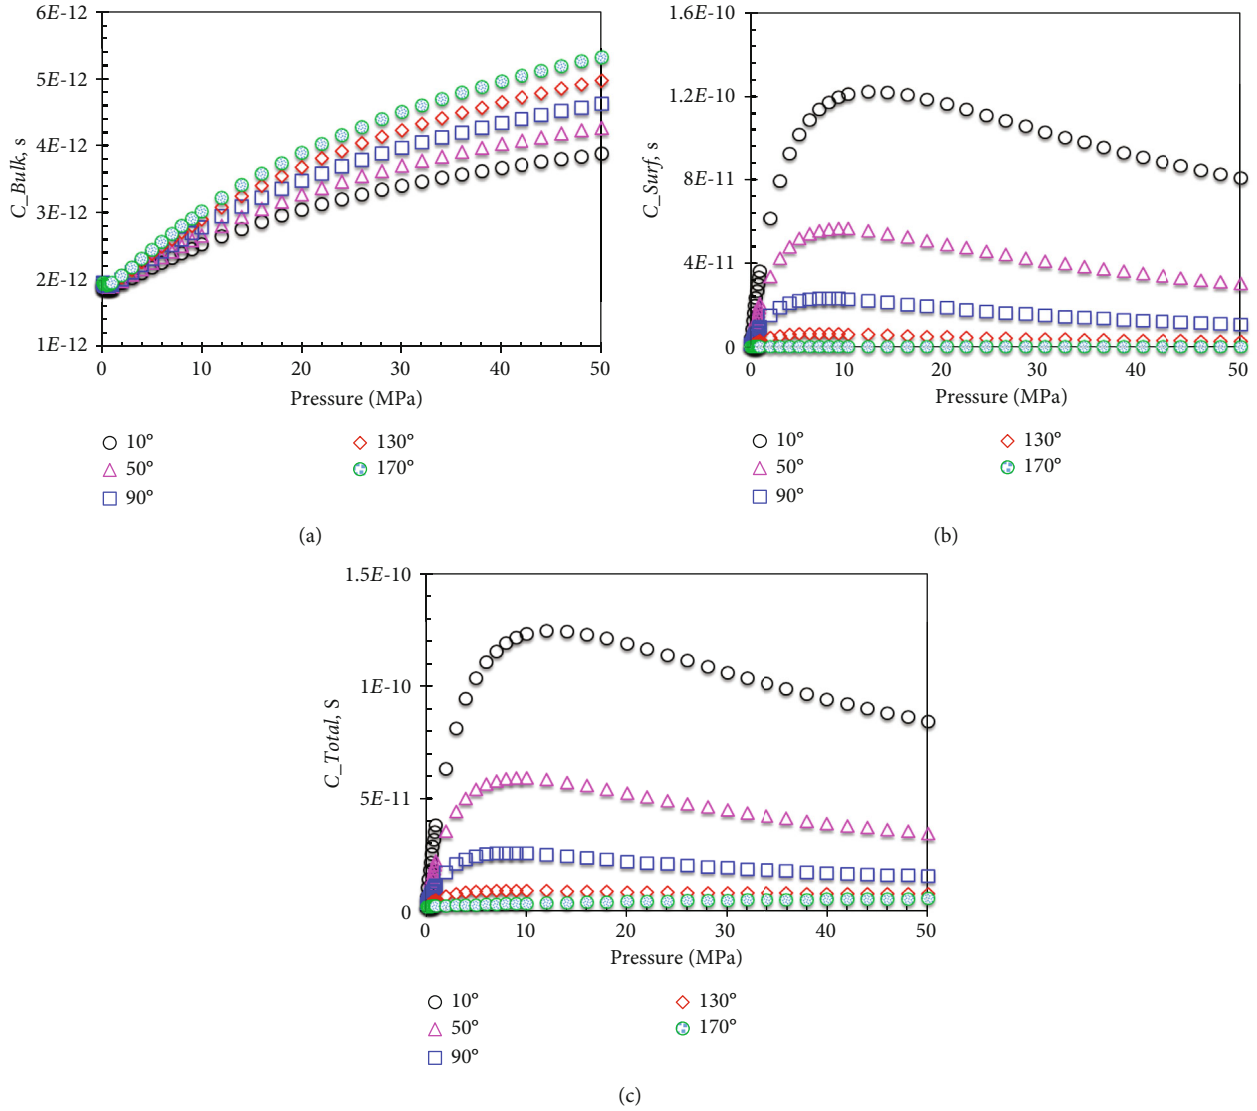 6E-12
5E-12
4E-12
3E-12
2E-12
1E-12
C_Bulk, s
0 10 20 30 40 50
Pressure (MPa)
10° 130°
50° 170°
90°
(a)
1.6E-10
1.2E-10
8E-11
4E-11
0
C_Surf, s
0 10 20 30 40 50
Pressure (MPa)
10° 130°
50° 170°
90°
(b)
1.5E-10
1E-10
5E-11
0
C_Total, S
0 10 20 30 40 50
Pressure (MPa)
10° 130°
50° 170°
90°
(c)